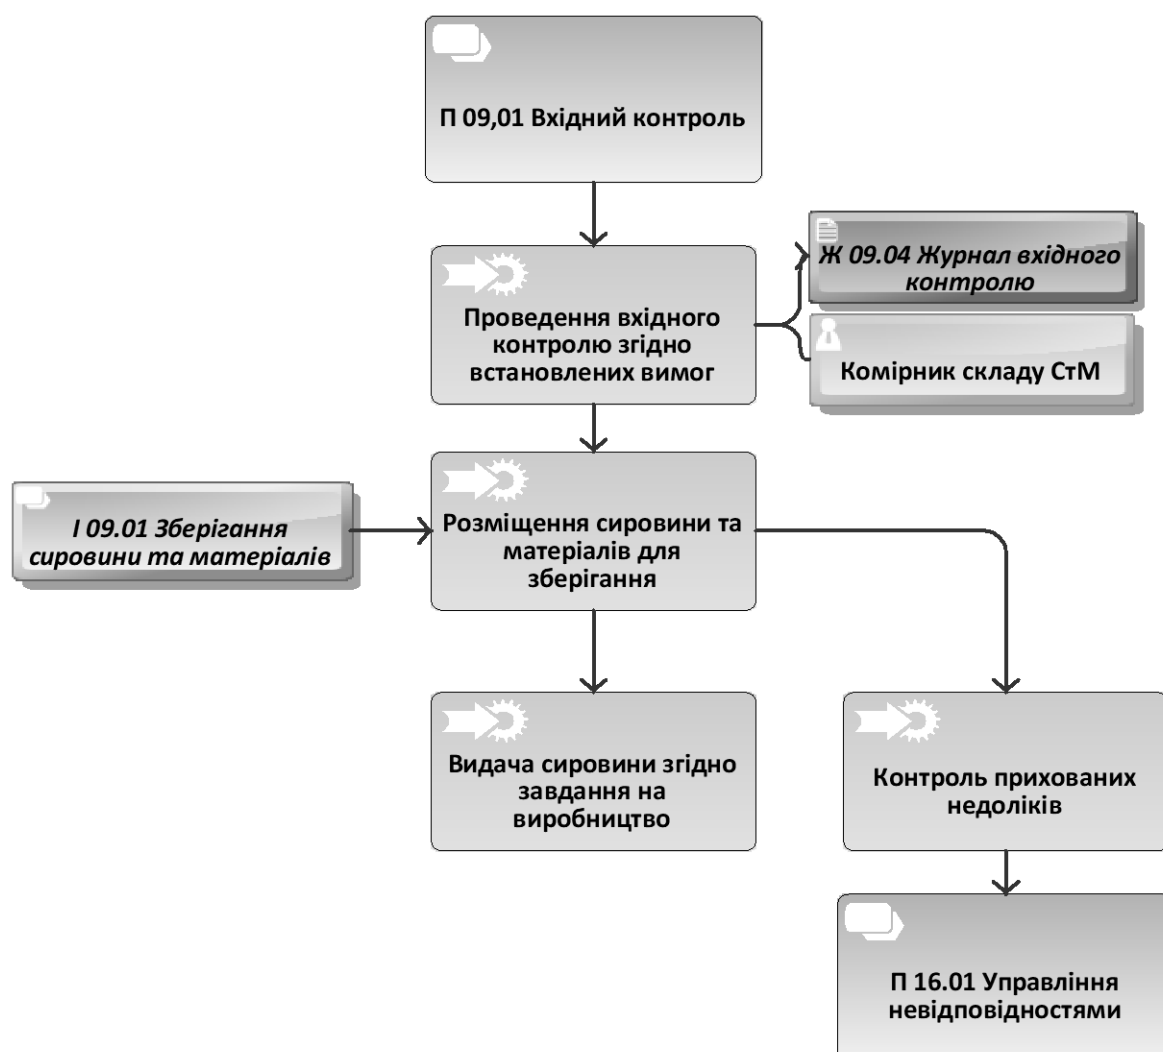 П 09,01 Вхідний контроль
Ж 09.04 Журнал вхідного
контролю
Проведення вхідного
контролю згідно
встановлених вимог
Комірник складу СтМ
І 09.01 Зберігання
сировини та матеріалів
Розміщення сировини та
матеріалів для
зберігання
Видача сировини згідно
завдання на
виробництво
Контроль прихованих
недоліків
П 16.01 Управління
невідповідностями